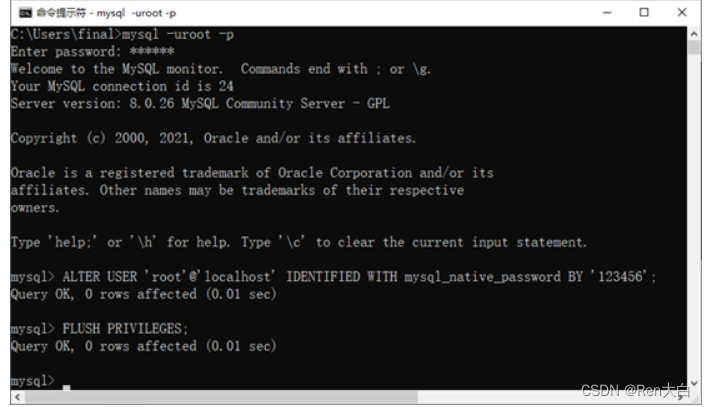 命令提示符 - mysql -uroot -p
C:\Users\final>mysql -uroot -p
Enter password: ******
Welcome to the MySQL monitor.  Commands end with ; or \g.
Your MySQL connection id is 24
Server version: 8.0.26 MySQL Community Server - GPL
Copyright (c) 2000, 2021, Oracle and/or its affiliates.
Oracle is a registered trademark of Oracle Corporation and/or its
affiliates. Other names may be trademarks of their respective
owners.
Type 'help;' or '\h' for help. Type '\c' to clear the current input statement.
mysql> ALTER USER 'root'@'localhost' IDENTIFIED WITH mysql_native_password BY '123456';
Query OK, 0 rows affected (0.01 sec)
mysql> FLUSH PRIVILEGES;
Query OK, 0 rows affected (0.01 sec)
mysql>
CSDN @Ren大白